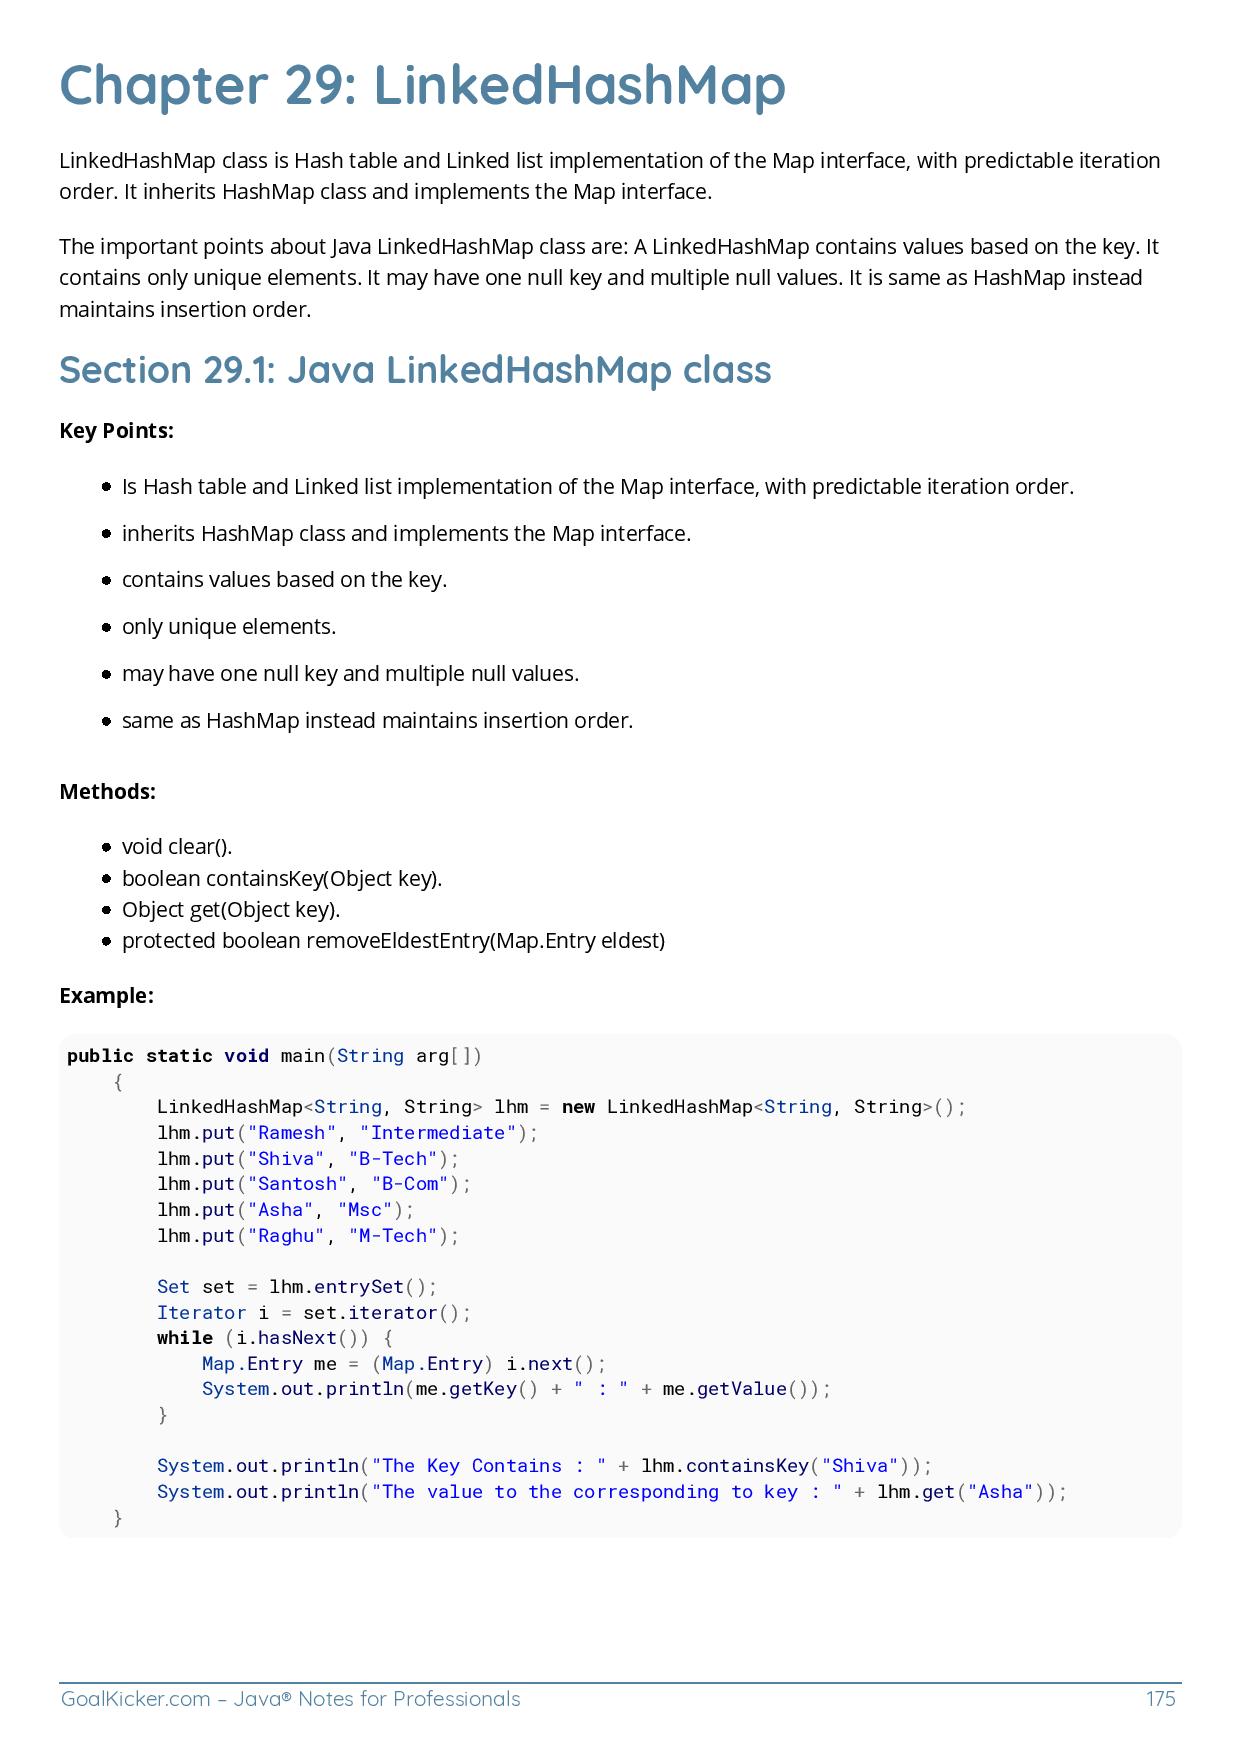 Chapter 29: LinkedHashMap
LinkedHashMap class is Hash table and Linked list implementation of the Map interface, with predictable iteration
order. It inherits HashMap class and implements the Map interface.
The important points about Java LinkedHashMap class are: A LinkedHashMap contains values based on the key. It
contains only unique elements. It may have one null key and multiple null values. It is same as HashMap instead
maintains insertion order.
Section 29.1: Java LinkedHashMap class
Key Points:
• Is Hash table and Linked list implementation of the Map interface, with predictable iteration order.
• inherits HashMap class and implements the Map interface.
• contains values based on the key.
• only unique elements.
• may have one null key and multiple null values.
• same as HashMap instead maintains insertion order.
Methods:
• void clear().
• boolean containsKey(Object key).
• Object get(Object key).
• protected boolean removeEldestEntry(Map.Entry eldest)
Example:
public static void main(String arg[])
    {
        LinkedHashMap<String, String> lhm = new LinkedHashMap<String, String>();
        lhm.put("Ramesh", "Intermediate");
        lhm.put("Shiva", "B-Tech");
        lhm.put("Santosh", "B-Com");
        lhm.put("Asha", "Msc");
        lhm.put("Raghu", "M-Tech");
        Set set = lhm.entrySet();
        Iterator i = set.iterator();
        while (i.hasNext()) {
            Map.Entry me = (Map.Entry) i.next();
            System.out.println(me.getKey() + " : " + me.getValue());
        }
        System.out.println("The Key Contains : " + lhm.containsKey("Shiva"));
        System.out.println("The value to the corresponding to key : " + lhm.get("Asha"));
    }
GoalKicker.com – Java® Notes for Professionals 175